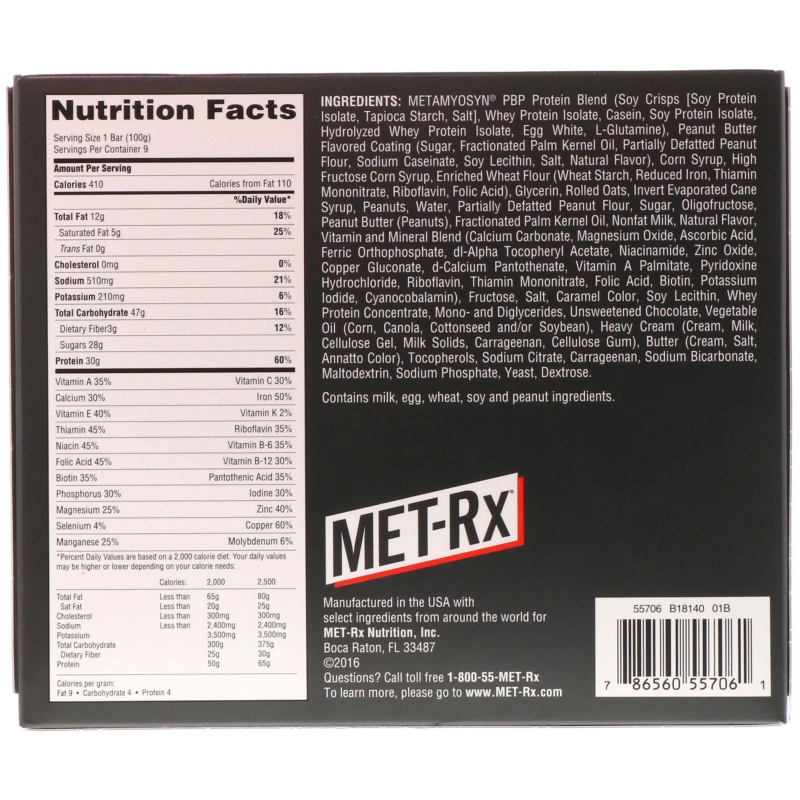 Nutrition Facts
Serving Size 1 Bar (100g)
Servings Per Container 9
Amount Per Serving
Calories 410 Calories from Fat 110
%Daily Value*
Total Fat 12g 18%
Saturated Fat 5g 25%
Trans Fat 0g
Cholesterol 0mg 0%
Sodium 510mg 21%
Potassium 210mg 6%
Total Carbohydrate 47g 16%
Dietary Fiber3g 12%
Sugars 28g
Protein 30g 60%
Vitamin A 35% Vitamin C 30%
Calcium 30% Iron 50%
Vitamin E 40% Vitamin K 2%
Thiamin 45% Riboflavin 35%
Niacin 45% Vitamin B-6 35%
Folic Acid 45% Vitamin B-12 30%
Biotin 35% Pantothenic Acid 35%
Phosphorus 30% Iodine 30%
Magnesium 25% Zinc 40%
Selenium 4% Copper 60%
Manganese 25% Molybdenum 6%
*Percent Daily Values are based on a 2,000 calorie diet. Your daily values
may be higher or lower depending on your calorie needs:
Calories: 2,000 2,500
Total Fat Less than 65g 80g
Sat Fat Less than 20g 25g
Cholesterol Less than 300mg 300mg
Sodium Less than 2,400mg 2,400mg
Potassium 3,500mg 3,500mg
Total Carbohydrate 300g 375g
Dietary Fiber 25g 30g
Protein 50g 65g
Calories per gram:
Fat 9 • Carbohydrate 4 • Protein 4
INGREDIENTS: METAMYOSYN® PBP Protein Blend (Soy Crisps [Soy Protein
Isolate, Tapioca Starch, Salt], Whey Protein Isolate, Casein, Soy Protein Isolate,
Hydrolyzed Whey Protein Isolate, Egg White, L-Glutamine), Peanut Butter
Flavored Coating (Sugar, Fractionated Palm Kernel Oil, Partially Defatted Peanut
Flour, Sodium Caseinate, Soy Lecithin, Salt, Natural Flavor), Corn Syrup, High
Fructose Corn Syrup, Enriched Wheat Flour (Wheat Starch, Reduced Iron, Thiamin
Mononitrate, Riboflavin, Folic Acid), Glycerin, Rolled Oats, Invert Evaporated Cane
Syrup, Peanuts, Water, Partially Defatted Peanut Flour, Sugar, Oligofructose,
Peanut Butter (Peanuts), Fractionated Palm Kernel Oil, Nonfat Milk, Natural Flavor,
Vitamin and Mineral Blend (Calcium Carbonate, Magnesium Oxide, Ascorbic Acid,
Ferric Orthophosphate, dl-Alpha Tocopheryl Acetate, Niacinamide, Zinc Oxide,
Copper Gluconate, d-Calcium Pantothenate, Vitamin A Palmitate, Pyridoxine
Hydrochloride, Riboflavin, Thiamin Mononitrate, Folic Acid, Biotin, Potassium
Iodide, Cyanocobalamin), Fructose, Salt, Caramel Color, Soy Lecithin, Whey
Protein Concentrate, Mono- and Diglycerides, Unsweetened Chocolate, Vegetable
Oil (Corn, Canola, Cottonseed and/or Soybean), Heavy Cream (Cream, Milk,
Cellulose Gel, Milk Solids, Carrageenan, Cellulose Gum), Butter (Cream, Salt,
Annatto Color), Tocopherols, Sodium Citrate, Carrageenan, Sodium Bicarbonate,
Maltodextrin, Sodium Phosphate, Yeast, Dextrose.
Contains milk, egg, wheat, soy and peanut ingredients.
MET-Rx®
Manufactured in the USA with
select ingredients from around the world for
MET-Rx Nutrition, Inc.
Boca Raton, FL 33487
©2016
Questions? Call toll free 1-800-55-MET-Rx
To learn more, please go to www.MET-Rx.com
55706 B18140 01B
7 86560 55706 1